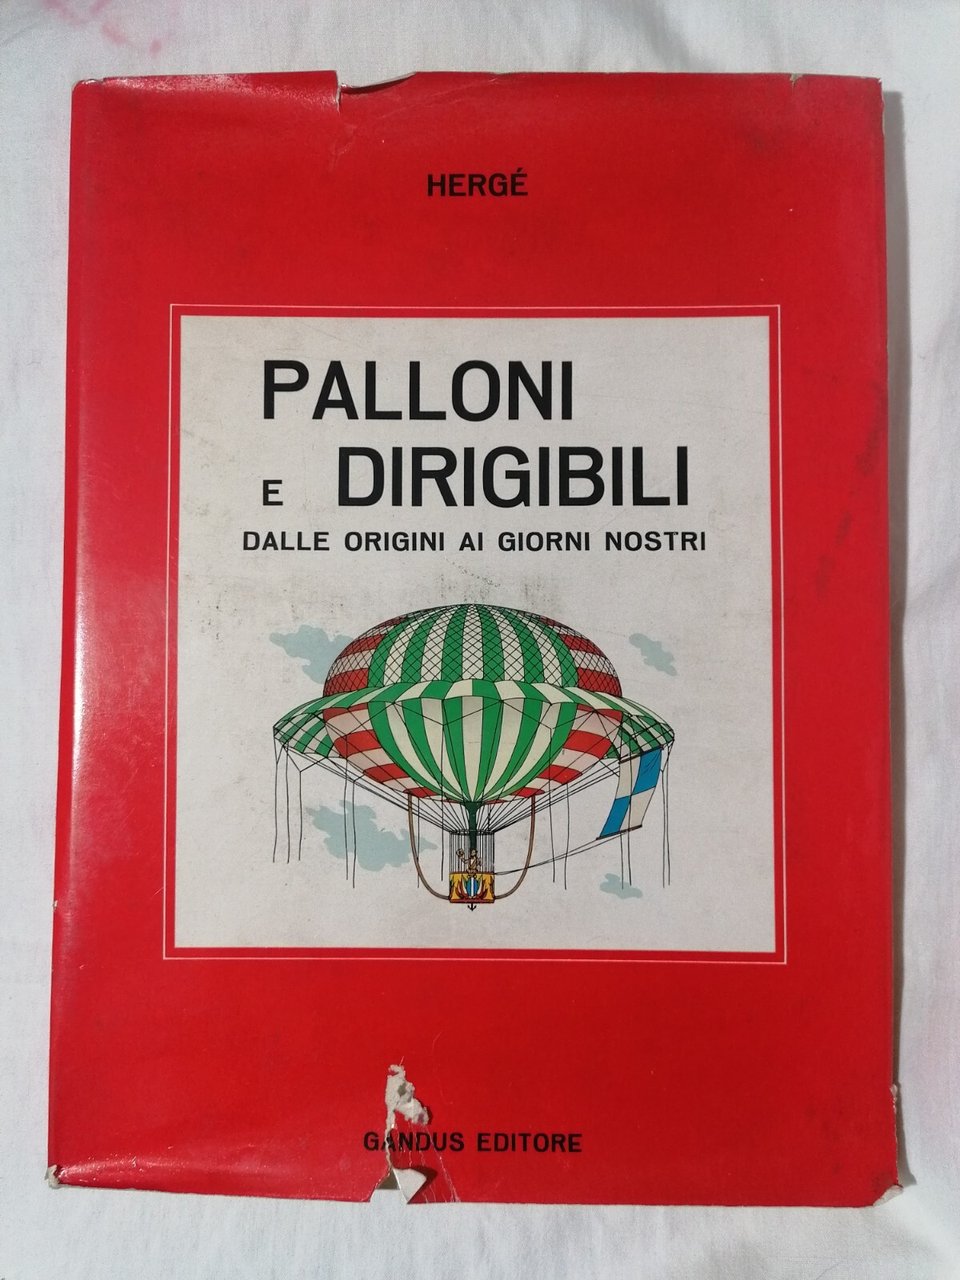 HERGÉ
PALLONI
E DIRIGIBILI
DALLE ORIGINI AI GIORNI NOSTRI
GANDUS EDITORE